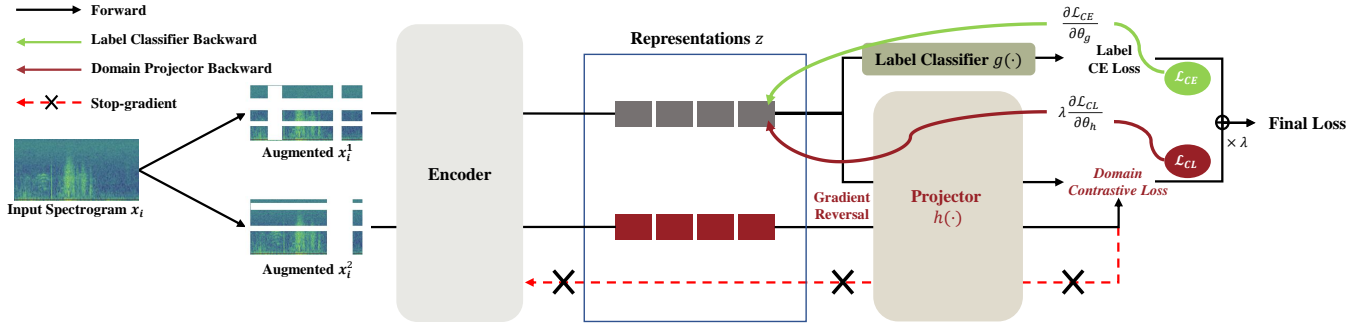 Forward
Label Classifier Backward
Domain Projector Backward
Stop-gradient
Input Spectrogram x_i
Augmented x_i^1
Augmented x_i^2
Encoder
Representations z
Label Classifier g(·)
Gradient
Reversal
Projector
h(·)
∂ℒ_CE
∂θ_g
Label
CE Loss
ℒ_CE
λ ∂ℒ_CL
∂θ_h
ℒ_CL
Domain
Contrastive Loss
× λ
Final Loss